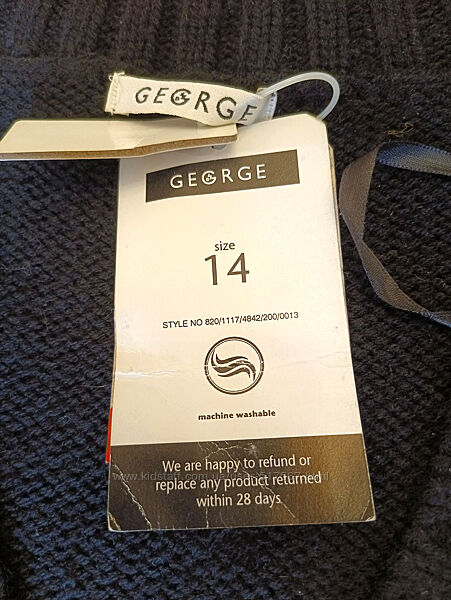 GEORGE
GEORGE
size
14
STYLE NO 820/1117/4842/200/0013
machine washable
We are happy to refund or
replace any product returned
within 28 days